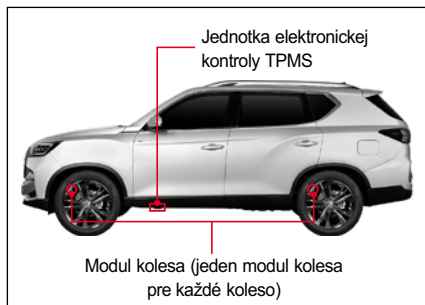 Jednotka elektronickej
kontroly TPMS
Modul kolesa (jeden modul kolesa
pre každé koleso)